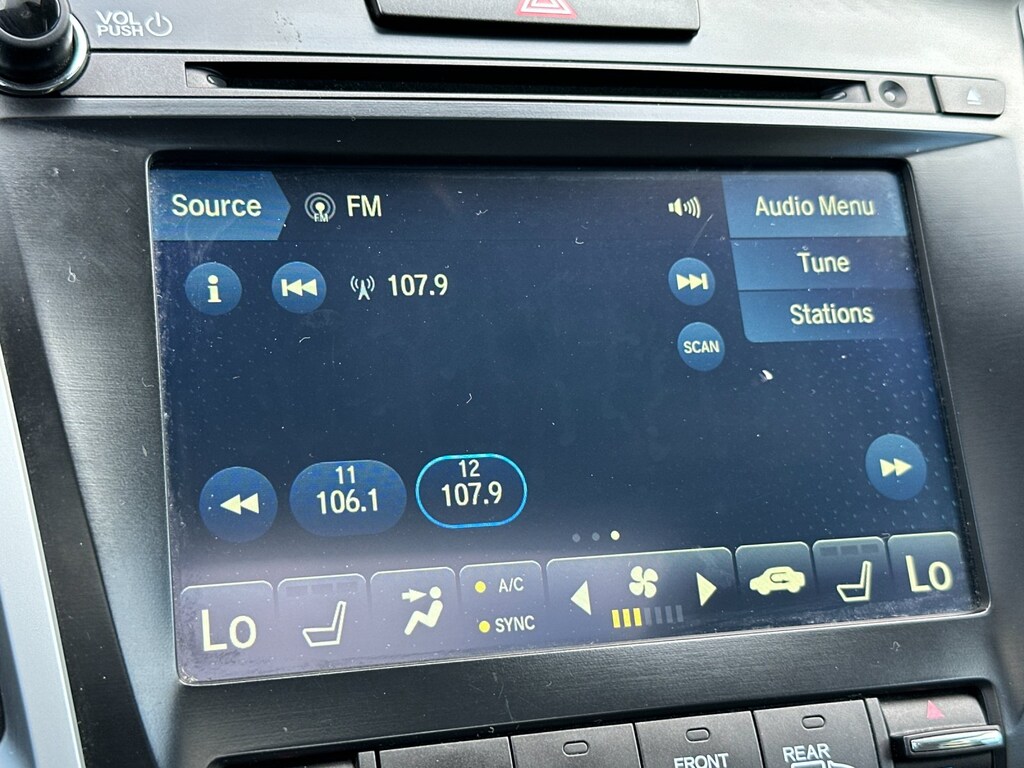 VOL
PUSH
Source
FM
FM
Audio Menu
107.9
Tune
SCAN
Stations
11
106.1
12
107.9
Lo
A/C
SYNC
Lo
FRONT
REAR